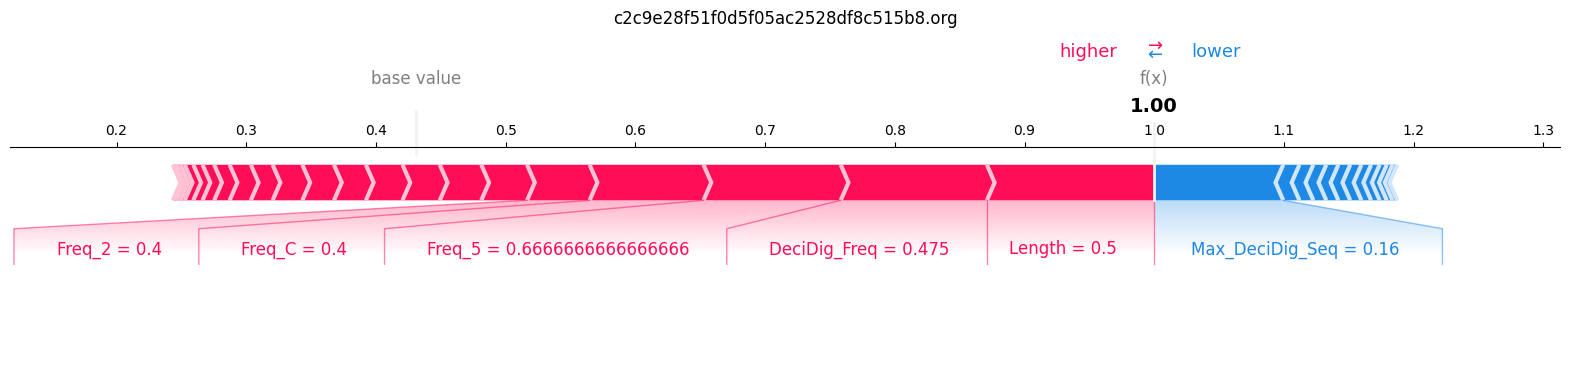 c2c9e28f51f0d5f05ac2528df8c515b8.org
higher ⇄ lower
base value f(x)
1.00
0.2 0.3 0.4 0.5 0.6 0.7 0.8 0.9 1.0 1.1 1.2 1.3
Freq_2 = 0.4 Freq_C = 0.4 Freq_5 = 0.6666666666666666 DeciDig_Freq = 0.475 Length = 0.5 Max_DeciDig_Seq = 0.16